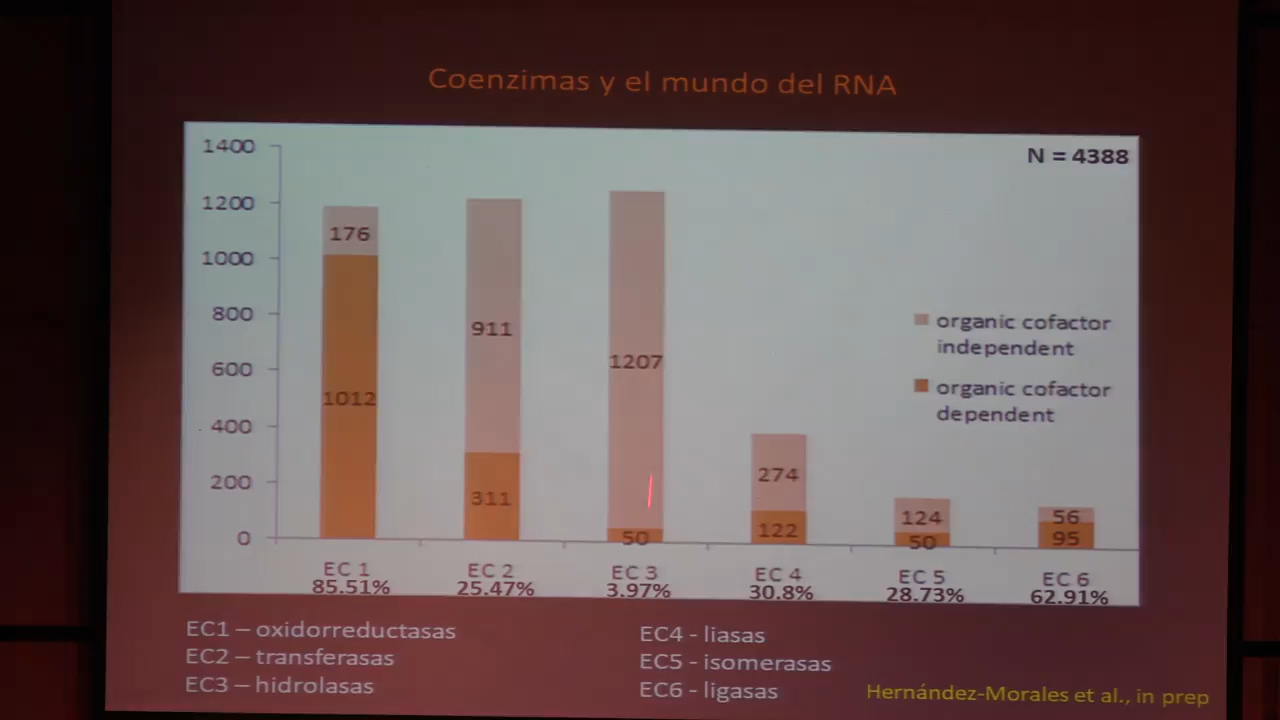 Coenzimas y el mundo del RNA
N = 4388
1400
1200
1000
800
600
400
200
0
176
1012
911
311
1207
50
274
122
124
50
56
95
organic cofactor
independent
organic cofactor
dependent
EC 1 EC 2 EC 3 EC 4 EC 5 EC 6
85.51% 25.47% 3.97% 30.8% 28.73% 62.91%
EC1 – oxidorreductasas
EC2 – transferasas
EC3 – hidrolasas
EC4 - liasas
EC5 - isomerasas
EC6 - ligasas
Hernández-Morales et al., in prep